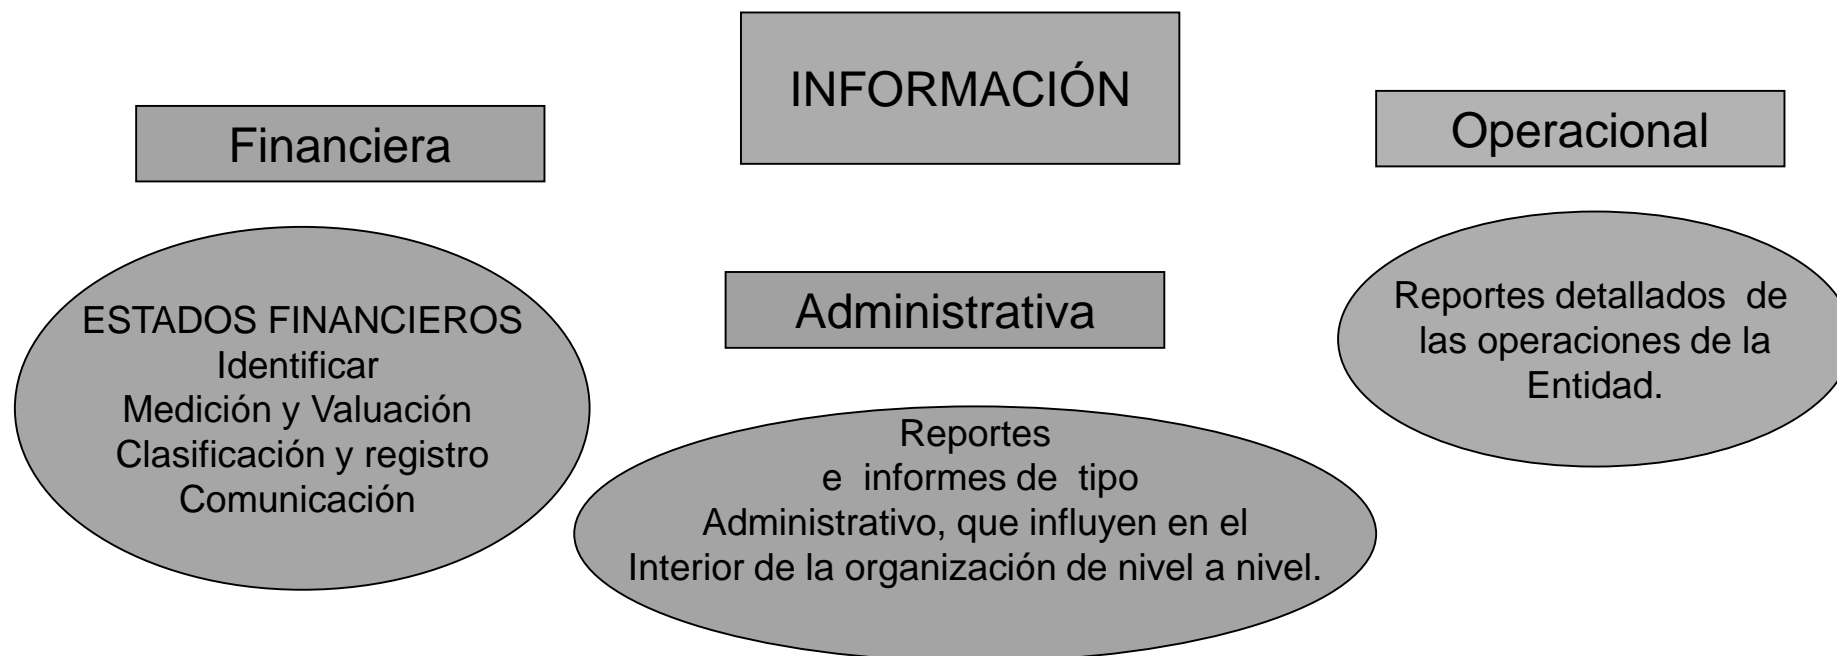 INFORMACIÓN
Financiera
ESTADOS FINANCIEROS
Identificar
Medición y Valuación
Clasificación y registro
Comunicación
Administrativa
Reportes
e informes de tipo
Administrativo, que influyen en el
Interior de la organización de nivel a nivel.
Operacional
Reportes detallados de
las operaciones de la
Entidad.